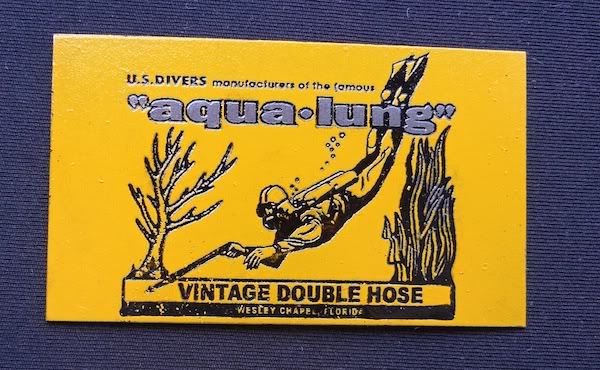 U.S.DIVERS manufacturers of the famous
"aqua•lung"
VINTAGE DOUBLE HOSE
WESLEY CHAPEL, FLORIDA